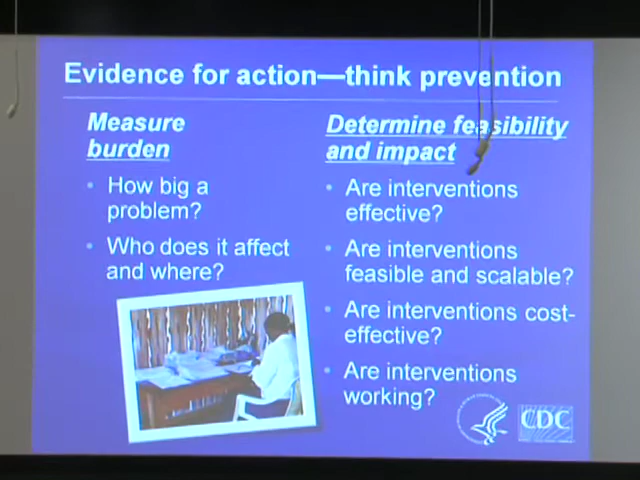 Evidence for action—think prevention
Measure
burden
• How big a
problem?
• Who does it affect
and where?
Determine feasibility
and impact
• Are interventions
effective?
• Are interventions
feasible and scalable?
• Are interventions cost-
effective?
• Are interventions
working?
CDC